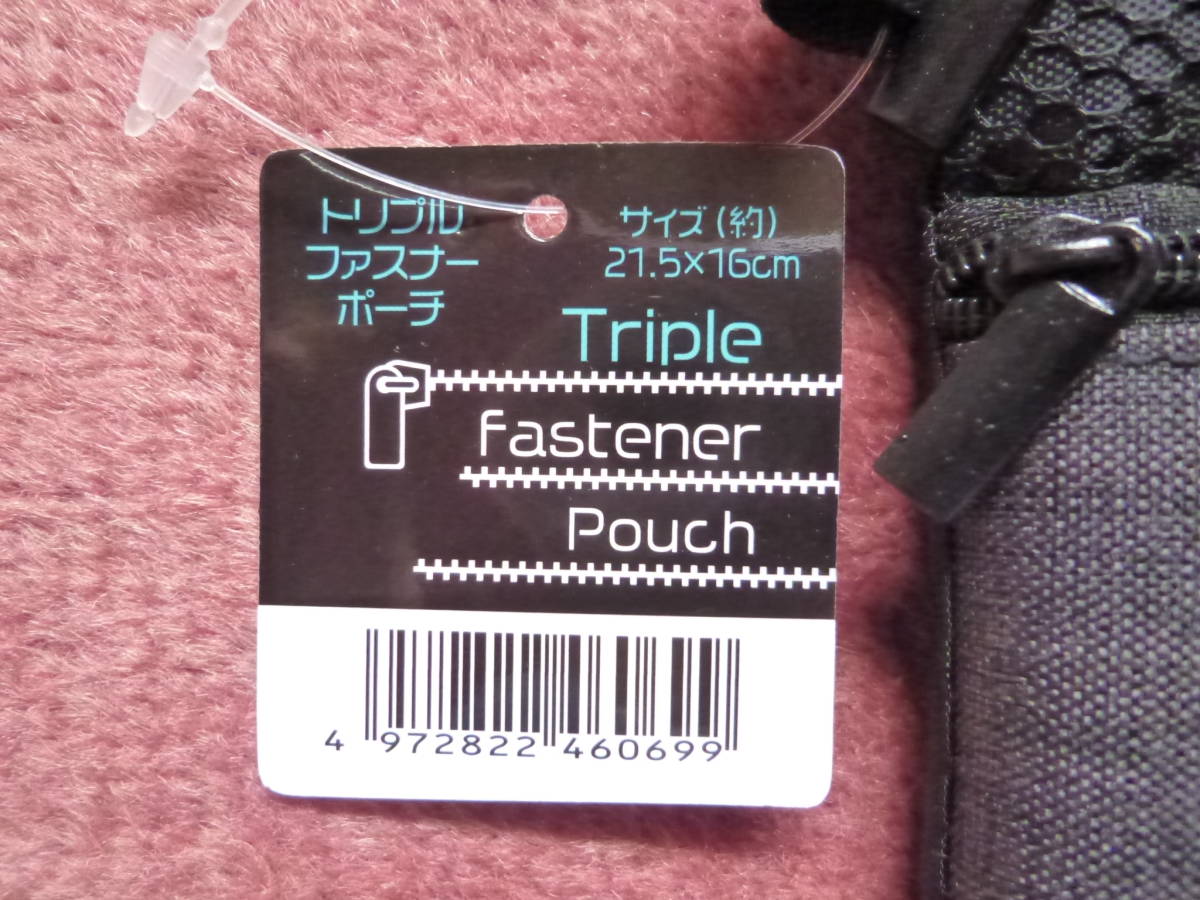 トリプル
ファスナー
ポーチ
サイズ(約)
21.5×16cm
Triple
Fastener
Pouch
4 972822 460699